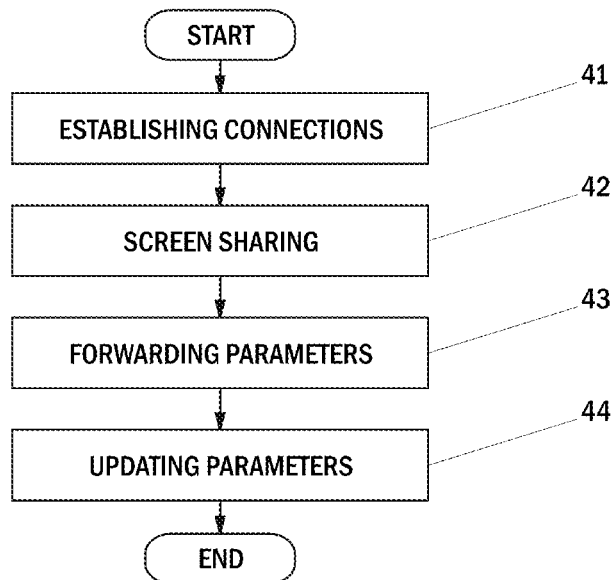 START
41
ESTABLISHING CONNECTIONS
42
SCREEN SHARING
43
FORWARDING PARAMETERS
44
UPDATING PARAMETERS
END